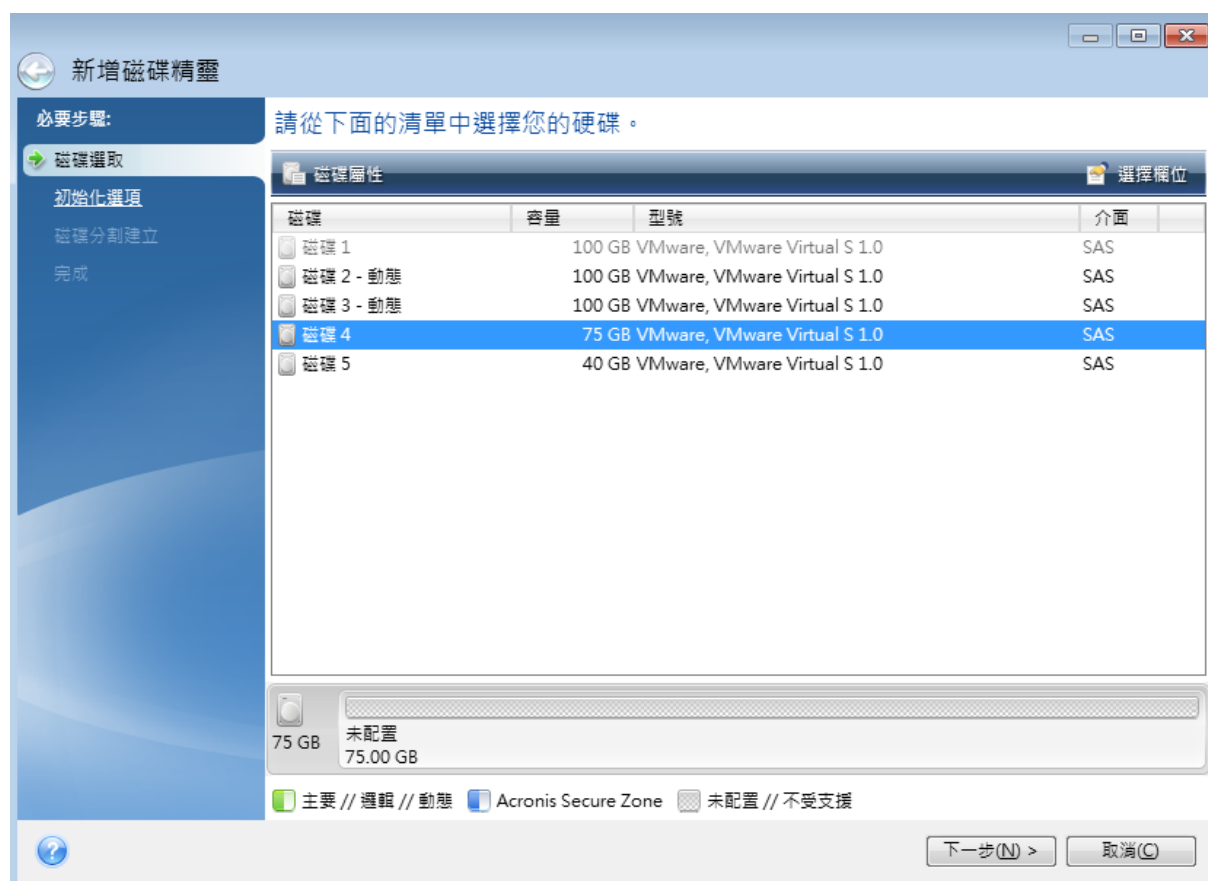 新增磁碟精靈
必要步驟:
磁碟選取
初始化選項
磁碟分割建立
完成
請從下面的清單中選擇您的硬碟。
磁碟屬性 選擇欄位
磁碟 容量 型號 介面
磁碟 1 100 GB VMware, VMware Virtual S 1.0 SAS
磁碟 2 - 動態 100 GB VMware, VMware Virtual S 1.0 SAS
磁碟 3 - 動態 100 GB VMware, VMware Virtual S 1.0 SAS
磁碟 4 75 GB VMware, VMware Virtual S 1.0 SAS
磁碟 5 40 GB VMware, VMware Virtual S 1.0 SAS
75 GB 未配置
75.00 GB
主要 // 邏輯 // 動態 Acronis Secure Zone 未配置 // 不受支援
下一步(N) > 取消(C)